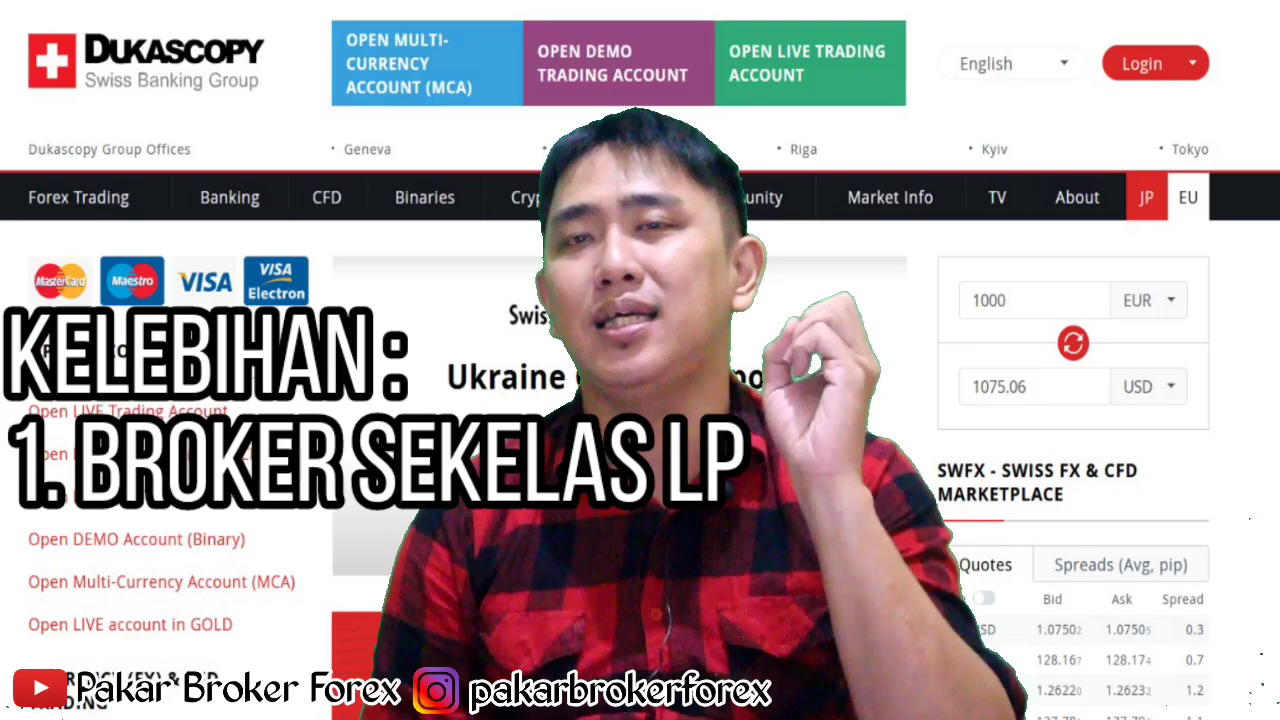 DUKASCOPY
Swiss Banking Group
OPEN MULTI-
CURRENCY
ACCOUNT (MCA)
OPEN DEMO
TRADING ACCOUNT
OPEN LIVE TRADING
ACCOUNT
English
Login
Dukascopy Group Offices
Geneva
Riga
Kyiv
Tokyo
Forex Trading
Banking
CFD
Binaries
Market Info
TV
About
JP
EU
MasterCard
Maestro
VISA
VISA
Electron
1000
EUR
1075.06
USD
Ukraine
KELEBIHAN :
1. BROKER SEKELAS LP
Open LIVE Trading Account
Open DEMO Account (Binary)
Open Multi-Currency Account (MCA)
Open LIVE account in GOLD
SWFX - SWISS FX & CFD
MARKETPLACE
Quotes
Spreads (Avg, pip)
Bid Ask Spread
1.07502 1.07505 0.3
128.167 128.174 0.7
1.26220 1.26232 1.2
Pakar Broker Forex
pakarbrokerforex